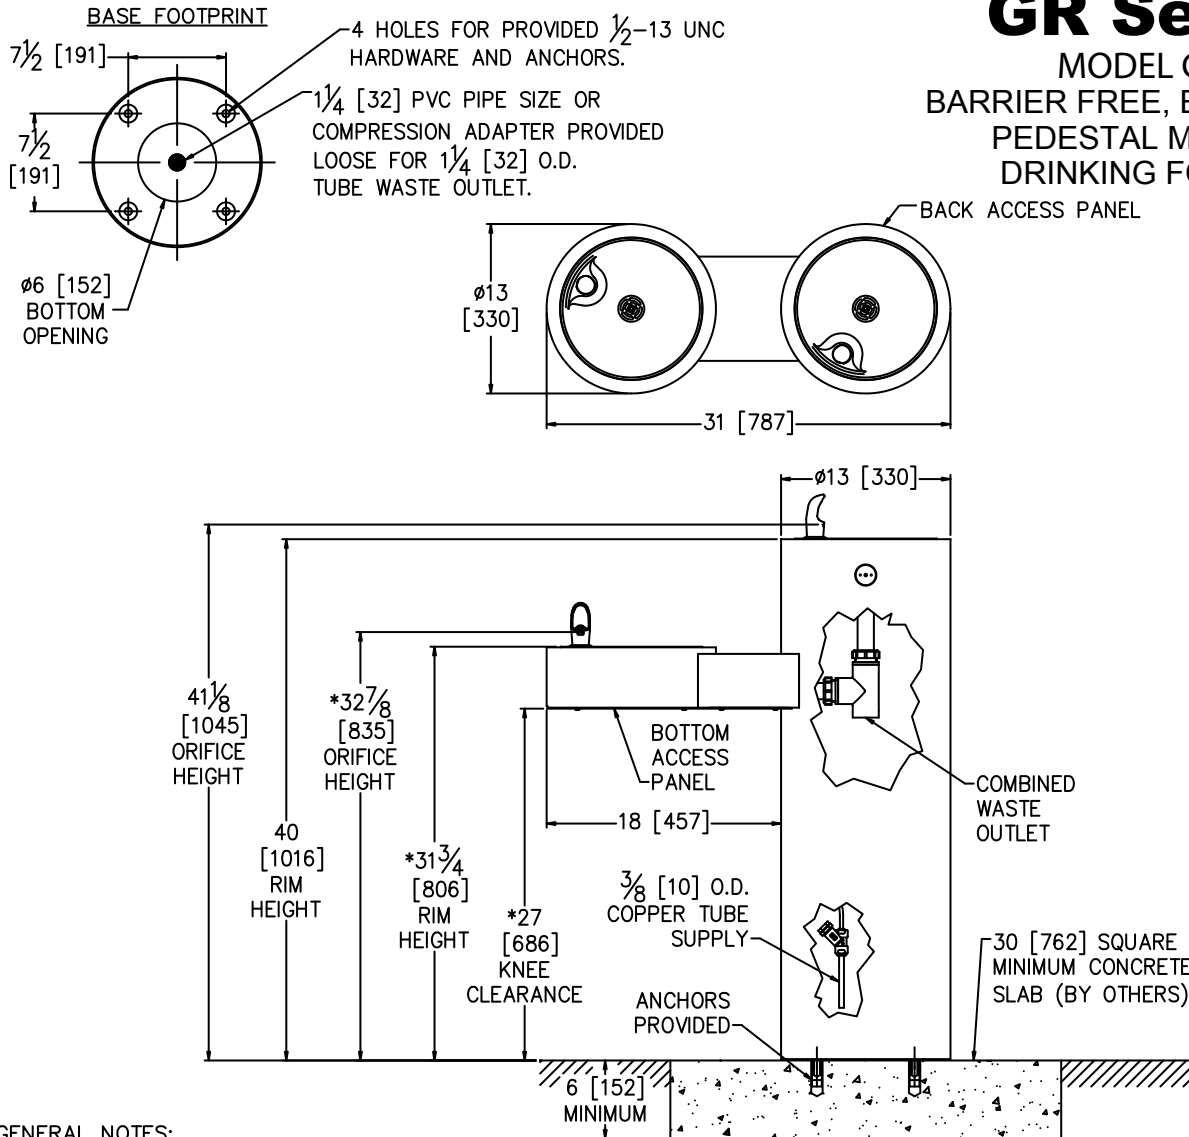 BASE FOOTPRINT
7½ [191]
7½
[191]
ø6 [152]
BOTTOM
OPENING
4 HOLES FOR PROVIDED ½–13 UNC
HARDWARE AND ANCHORS.
1¼ [32] PVC PIPE SIZE OR
COMPRESSION ADAPTER PROVIDED
LOOSE FOR 1¼ [32] O.D.
TUBE WASTE OUTLET.
GR Se
MODEL
BARRIER FREE,
PEDESTAL
DRINKING
BACK ACCESS PANEL
ø13
[330]
31 [787]
ø13 [330]
41⅛
[1045]
ORIFICE
HEIGHT
40
[1016]
RIM
HEIGHT
*32⅞
[835]
ORIFICE
HEIGHT
*31¾
[806]
RIM
HEIGHT
*27
[686]
KNEE
CLEARANCE
BOTTOM
ACCESS
PANEL
18 [457]
COMBINED
WASTE
OUTLET
⅜ [10] O.D.
COPPER TUBE
SUPPLY
ANCHORS
PROVIDED
30 [762] SQUARE
MINIMUM CONCRETE
SLAB (BY OTHERS)
6 [152]
MINIMUM
GENERAL NOTES: